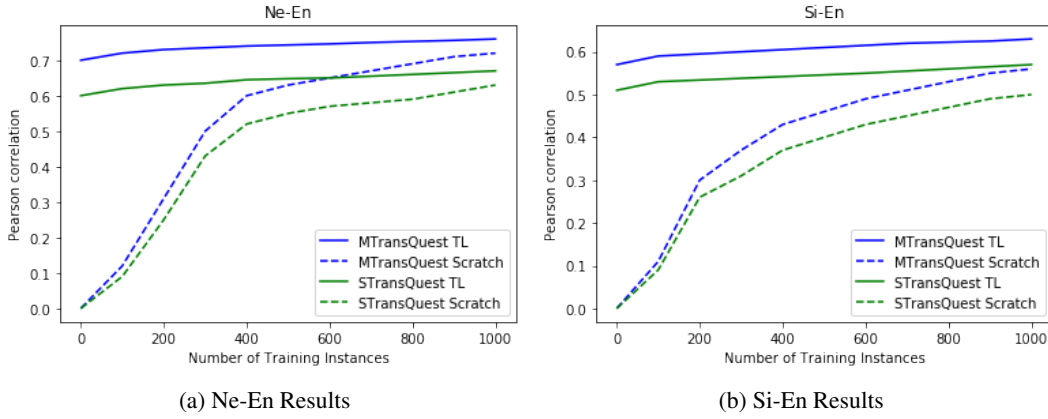 Ne-En
Pearson correlation
0.7
0.6
0.5
0.4
0.3
0.2
0.1
0.0
MTransQuest TL
MTransQuest Scratch
STransQuest TL
STransQuest Scratch
0 200 400 600 800 1000
Number of Training Instances
(a) Ne-En Results
Si-En
Pearson correlation
0.6
0.5
0.4
0.3
0.2
0.1
0.0
MTransQuest TL
MTransQuest Scratch
STransQuest TL
STransQuest Scratch
0 200 400 600 800 1000
Number of Training Instances
(b) Si-En Results